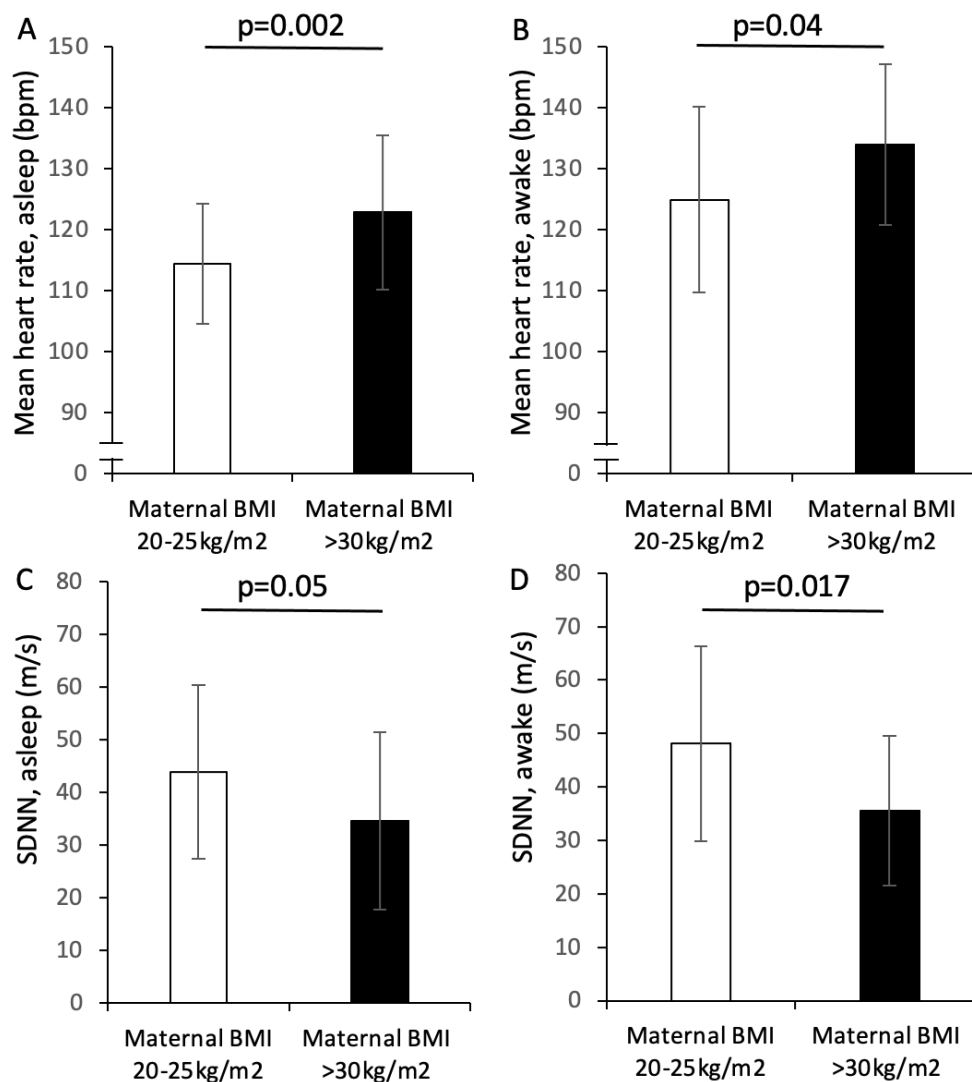 A
p=0.002
Mean heart rate, asleep (bpm)
150
140
130
120
110
100
90
0
Maternal BMI
20-25kg/m2
Maternal BMI
>30kg/m2
B
p=0.04
Mean heart rate, awake (bpm)
150
140
130
120
110
100
90
0
Maternal BMI
20-25kg/m2
Maternal BMI
>30kg/m2
C
p=0.05
SDNN, asleep (m/s)
80
70
60
50
40
30
20
10
0
Maternal BMI
20-25kg/m2
Maternal BMI
>30kg/m2
D
p=0.017
SDNN, awake (m/s)
80
70
60
50
40
30
20
10
0
Maternal BMI
20-25kg/m2
Maternal BMI
>30kg/m2